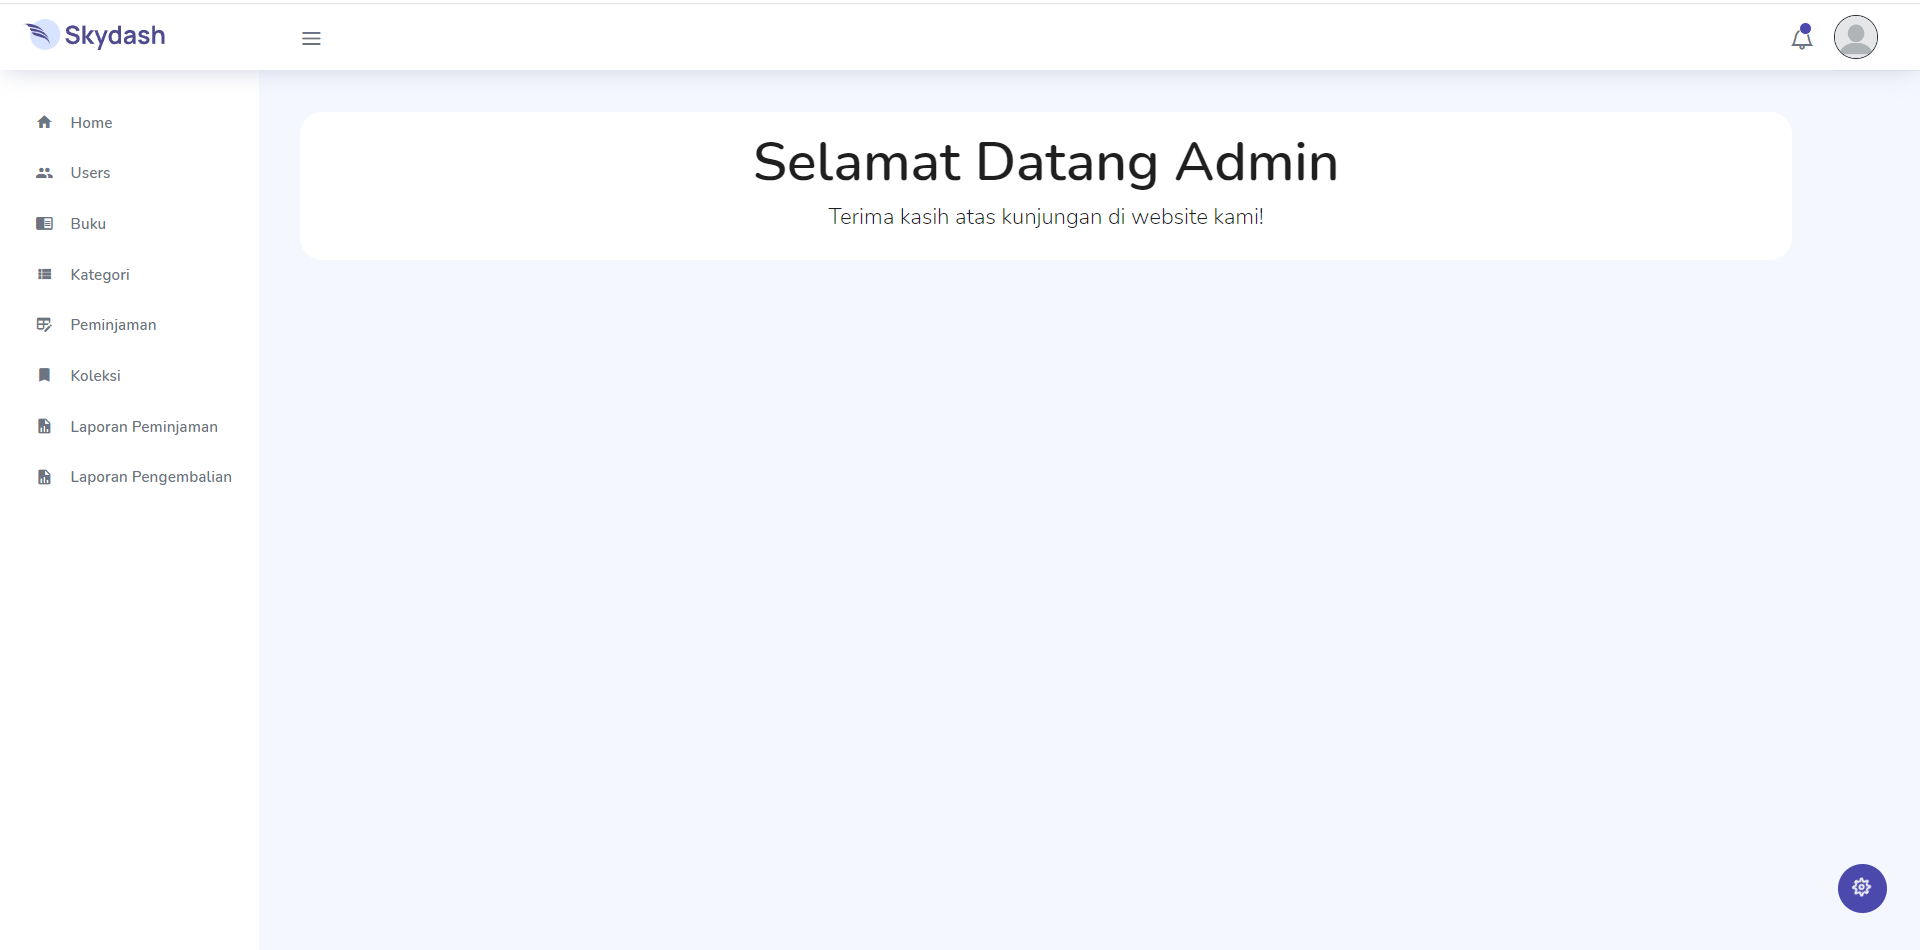 Skydash
Home
Users
Buku
Kategori
Peminjaman
Koleksi
Laporan Peminjaman
Laporan Pengembalian
Selamat Datang Admin
Terima kasih atas kunjungan di website kami!